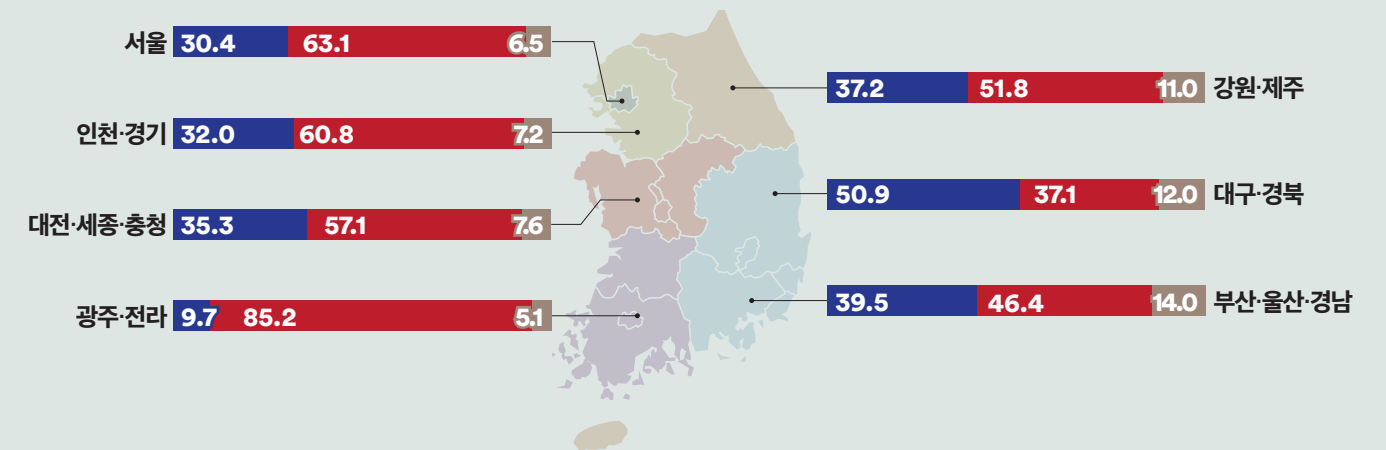 서울 30.4 63.1 6.5
인천·경기 32.0 60.8 7.2
대전·세종·충청 35.3 57.1 7.6
광주·전라 9.7 85.2 5.1
37.2 51.8 11.0 강원·제주
50.9 37.1 12.0 대구·경북
39.5 46.4 14.0 부산·울산·경남